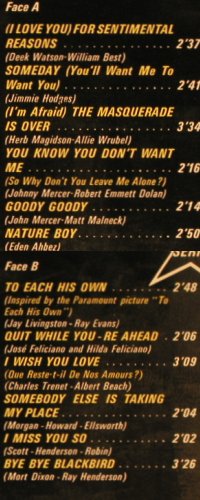 Face A
(I LOVE YOU) FOR SENTIMENTAL
REASONS . . . . . . . . . . . . 2'37
(Deek Watson-William Best)
SOMEDAY (You'll Want Me To
Want You) . . . . . . . . . . . 2'41
(Jimmie Hodges)
(I'm Afraid) THE MASQUERADE
IS OVER . . . . . . . . . . . . 3'34
(Herb Magidson-Allie Wrubel)
YOU KNOW YOU DON'T WANT
ME . . . . . . . . . . . . . . . 2'16
(So Why Don't You Leave Me Alone?)
(Johnny Mercer-Robert Emmett Dolan)
GOODY GOODY . . . . . . . . . 2'14
(John Mercer-Matt Malneck)
NATURE BOY . . . . . . . . . . 2'50
(Eden Ahbez)
Face B
TO EACH HIS OWN . . . . . . . 2'48
(Inspired by the Paramount picture "To
Each His Own")
(Jay Livingston - Ray Evans)
QUIT WHILE YOU - RE AHEAD . 2'06
(José Feliciano and Hilda Feliciano)
I WISH YOU LOVE . . . . . . . 3'09
(Que Reste-t-il De Nos Amours?)
(Charles Trenet - Albert Beach)
SOMEBODY ELSE IS TAKING
MY PLACE . . . . . . . . . . . . 2'04
(Morgan - Howard - Ellsworth)
I MISS YOU SO . . . . . . . . . 2'02
(Scott - Henderson - Robin)
BYE BYE BLACKBIRD . . . . 3'26
(Mort Dixon - Ray Henderson)